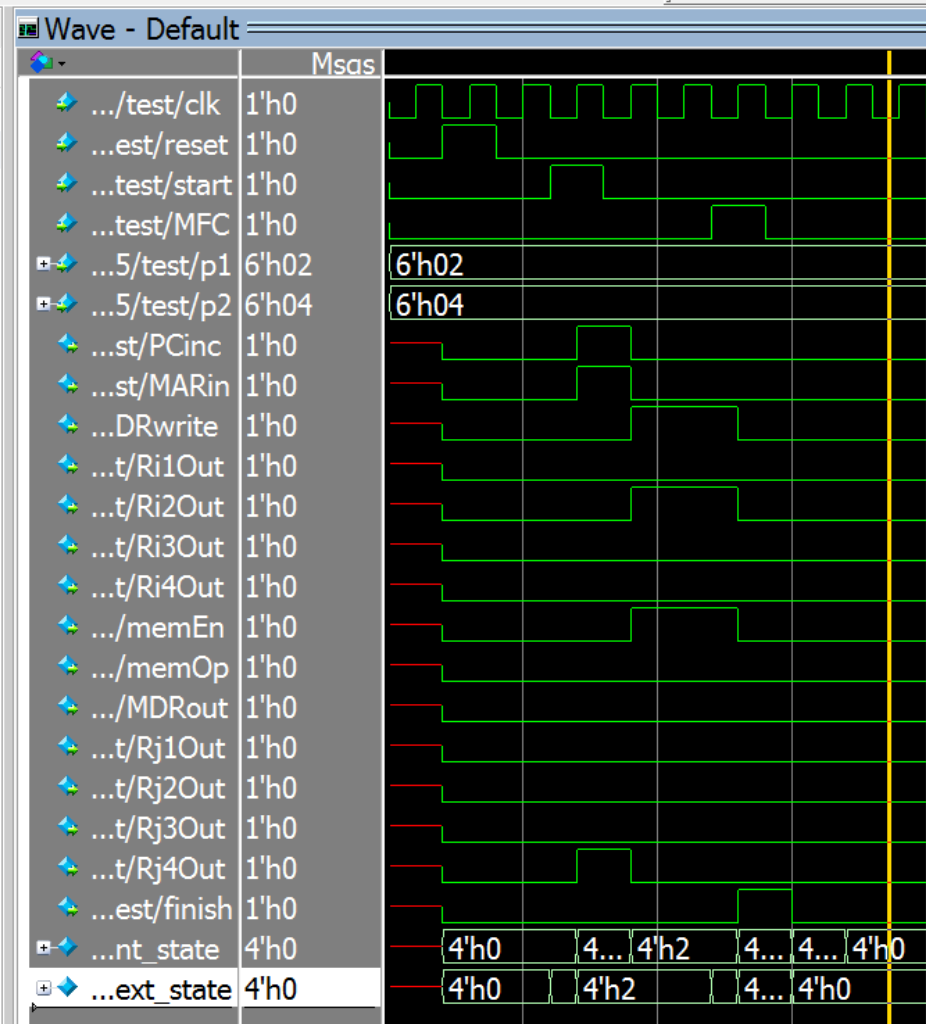 Wave - Default
Msgs
.../test/clk 1'h0
...est/reset 1'h0
...test/start 1'h0
...test/MFC 1'h0
...5/test/p1 6'h02 6'h02
...5/test/p2 6'h04 6'h04
...st/PCinc 1'h0
...st/MARin 1'h0
...DRwrite 1'h0
...t/Ri1Out 1'h0
...t/Ri2Out 1'h0
...t/Ri3Out 1'h0
...t/Ri4Out 1'h0
.../memEn 1'h0
.../memOp 1'h0
.../MDRout 1'h0
...t/Rj1Out 1'h0
...t/Rj2Out 1'h0
...t/Rj3Out 1'h0
...t/Rj4Out 1'h0
...est/finish 1'h0
...nt_state 4'h0 4'h0 4... 4'h2 4... 4... 4'h0
...ext_state 4'h0 4'h0 4'h2 4... 4'h0